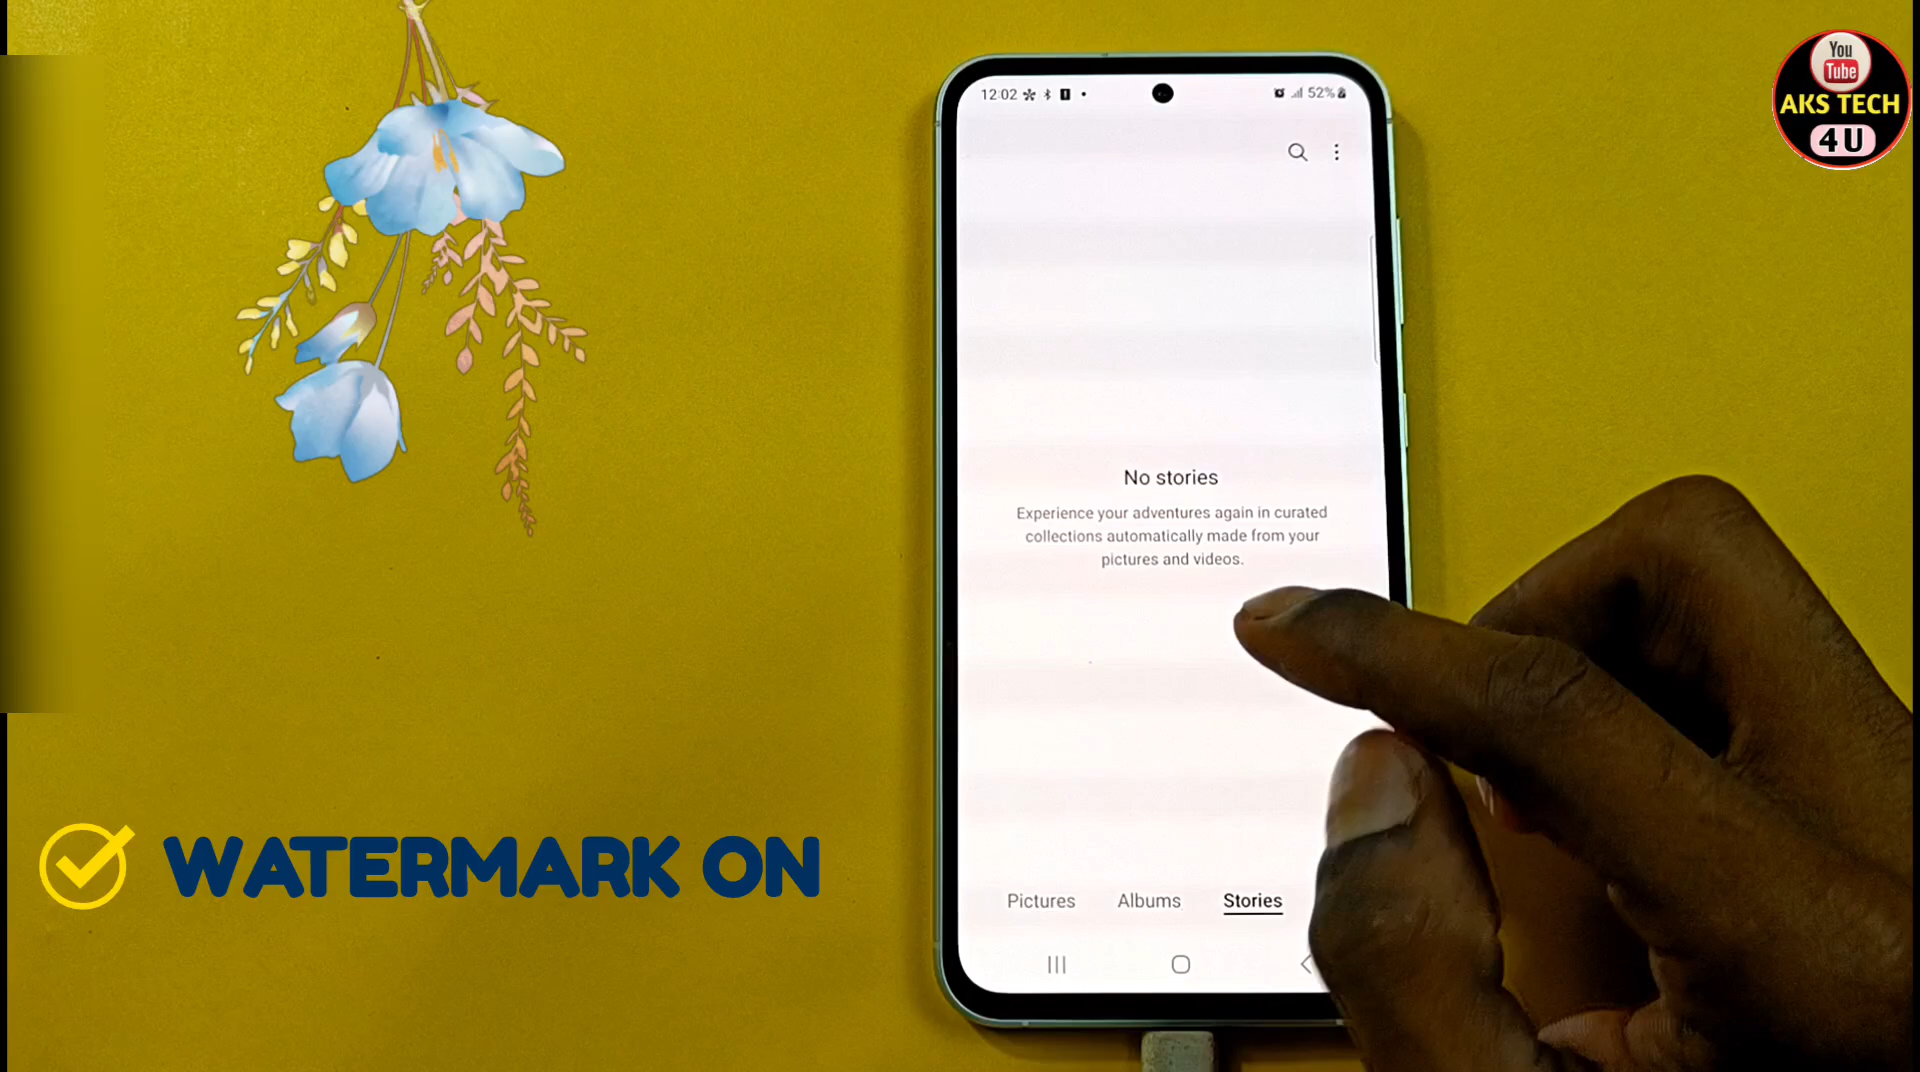 12:02
52%
No stories
Experience your adventures again in curated
collections automatically made from your
pictures and videos.
Pictures Albums Stories
WATERMARK ON
You
Tube
AKS TECH
4U